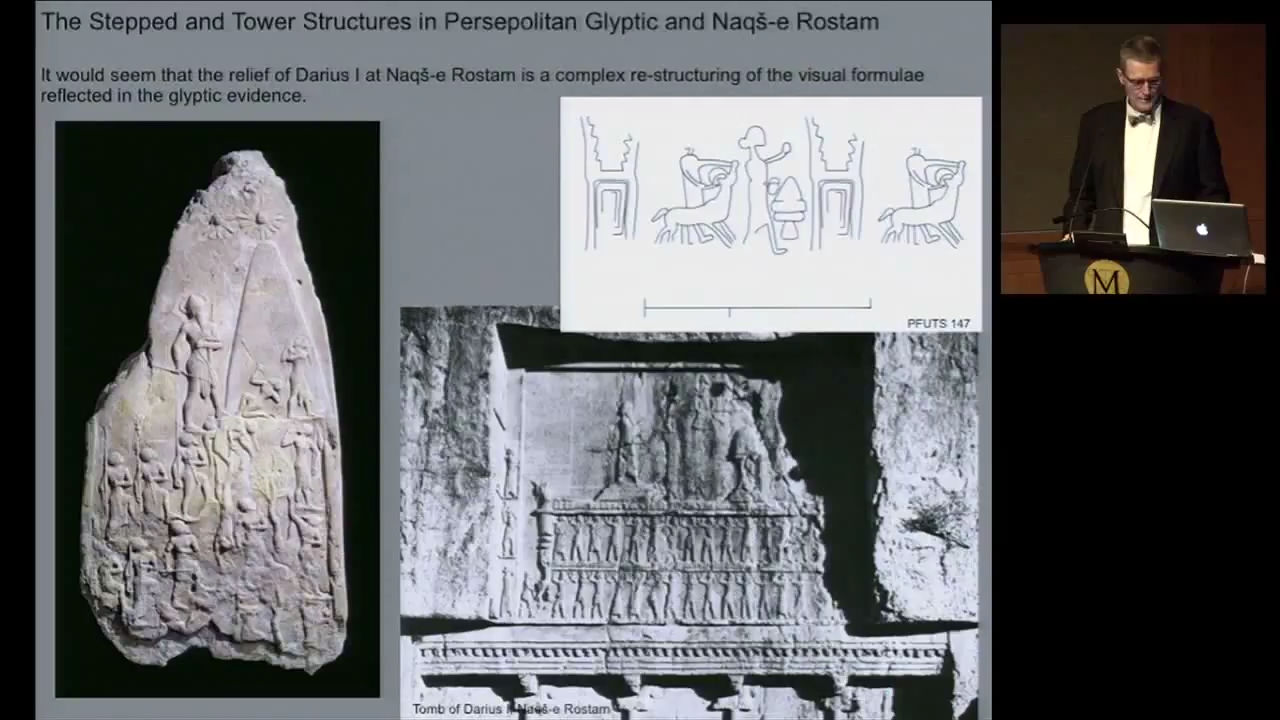 The Stepped and Tower Structures in Persepolitan Glyptic and Naqš-e Rostam
It would seem that the relief of Darius I at Naqš-e Rostam is a complex re-structuring of the visual formulae
reflected in the glyptic evidence.
PFUTS 147
Tomb of Darius I, Naqš-e Rostam
M